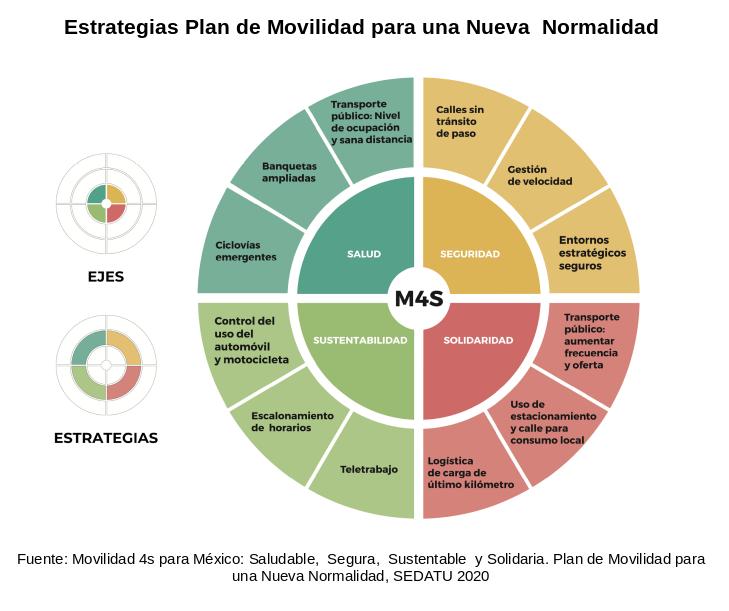 Estrategias Plan de Movilidad para una Nueva  Normalidad
Transporte
público: Nivel
de ocupación
y sana distancia
Calles sin
tránsito
de paso
Banquetas
ampliadas
Gestión
de velocidad
Ciclovías
emergentes
Entornos
estratégicos
seguros
SALUD
SEGURIDAD
M4S
EJES
SUSTENTABILIDAD
SOLIDARIDAD
Control del
uso del
automóvil
y motocicleta
Transporte
público:
aumentar
frecuencia
y oferta
Escalonamiento
de  horarios
Uso de
estacionamiento
y calle para
consumo local
ESTRATEGIAS
Teletrabajo
Logística
de carga de
último kilómetro
Fuente: Movilidad 4s para México: Saludable,  Segura,  Sustentable  y Solidaria. Plan de Movilidad para
una Nueva Normalidad, SEDATU 2020